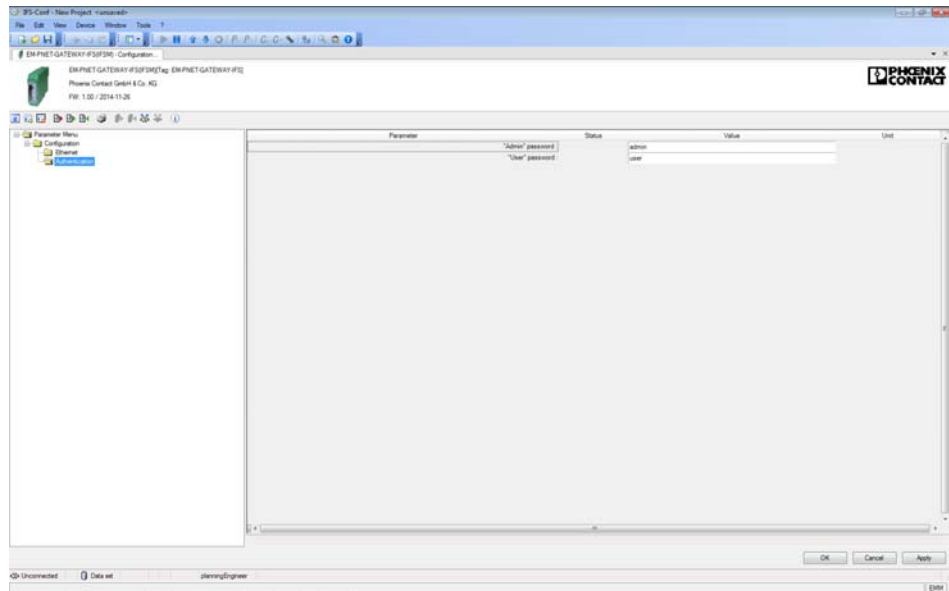 IFS-Conf - New Project <unsaved>
File Edit View Device Window Tools ?
EM-PNET-GATEWAY-IFS(IFSM) - Configuration...
EM-PNET-GATEWAY-IFS(IFSM)[Tag: EM-PNET-GATEWAY-IFS]
Phoenix Contact GmbH & Co. KG
FW: 1.00 / 2014-11-26
PHŒNIX
CONTACT
Parameter Menu
Configuration
Ethernet
Authentication
Parameter Status Value Unit
"Admin" password admin
"User" password user
OK Cancel Apply
Unconnected Data set planningEngineer
EMM